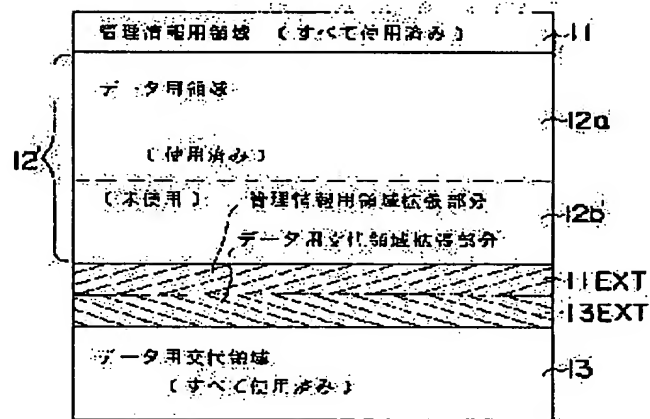 管理情報用領域 (すべて使用済み) 11
データ用領域
(使用済み) 12a
12'
(未使用) 管理情報用領域拡張部分
データ用交代領域拡張部分 12b'
11EXT
13EXT
データ用交代領域
(すべて使用済み) 13